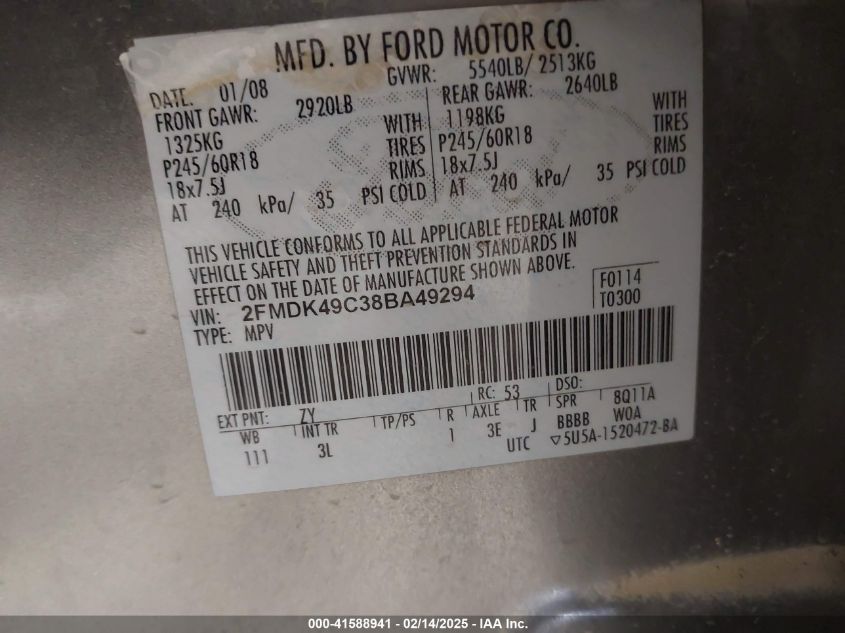 MFD. BY FORD MOTOR CO.
DATE: 01/08 GVWR: 5540LB/ 2513KG
FRONT GAWR: 2920LB REAR GAWR: 2640LB
1325KG WITH 1198KG WITH
P245/60R18 TIRES P245/60R18 TIRES
18x7.5J RIMS 18x7.5J RIMS
AT 240 kPa/ 35 PSI COLD AT 240 kPa/ 35 PSI COLD
THIS VEHICLE CONFORMS TO ALL APPLICABLE FEDERAL MOTOR
VEHICLE SAFETY AND THEFT PREVENTION STANDARDS IN
EFFECT ON THE DATE OF MANUFACTURE SHOWN ABOVE.
VIN: 2FMDK49C38BA49294 F0114
TYPE: MPV T0300
EXT PNT: ZY RC: 53 DSO:
WB INT TR TP/PS R AXLE TR SPR 8Q11A
111 3L 1 3E J BBBB W0A
UTC ▽5U5A-1520472-BA
000-41588941 - 02/14/2025 - IAA Inc.